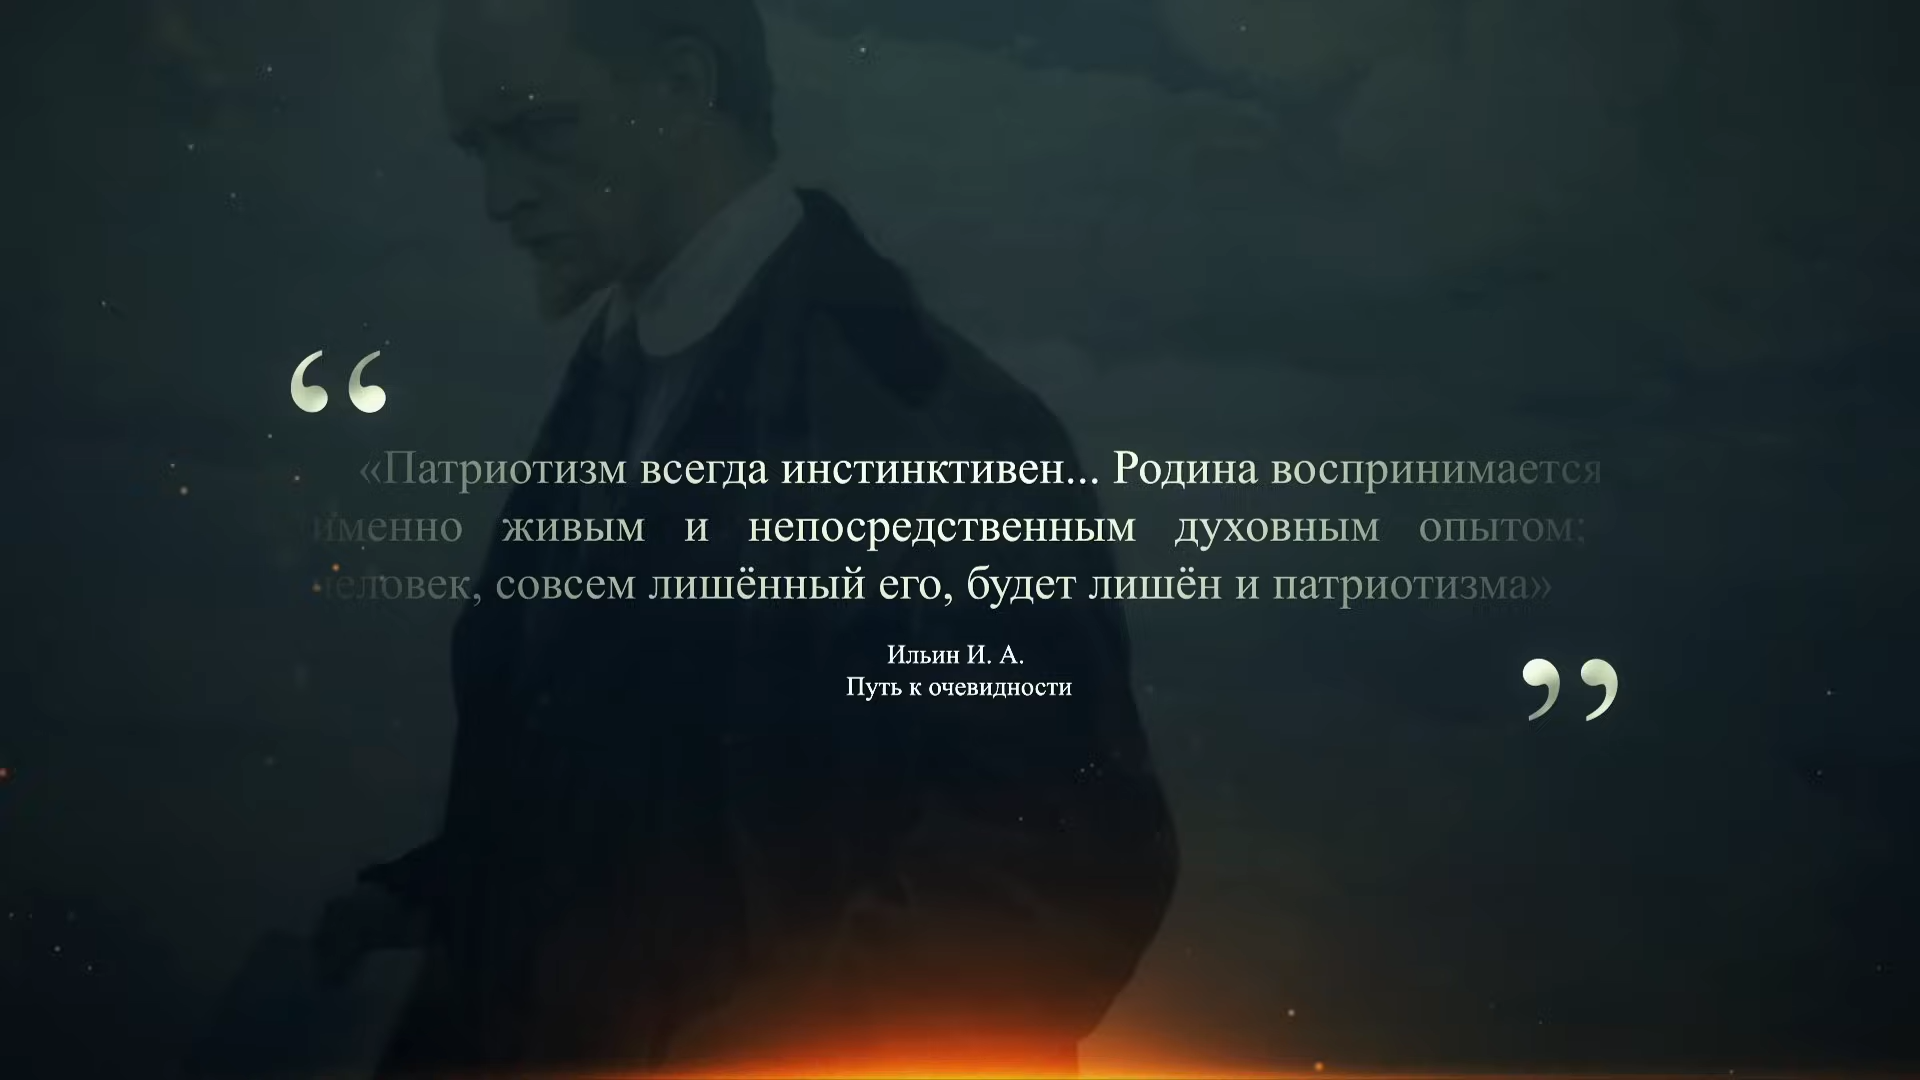 «Патриотизм всегда инстинктивен... Родина воспринимается
именно живым и непосредственным духовным опытом;
человек, совсем лишённый его, будет лишён и патриотизма»
Ильин И. А.
Путь к очевидности